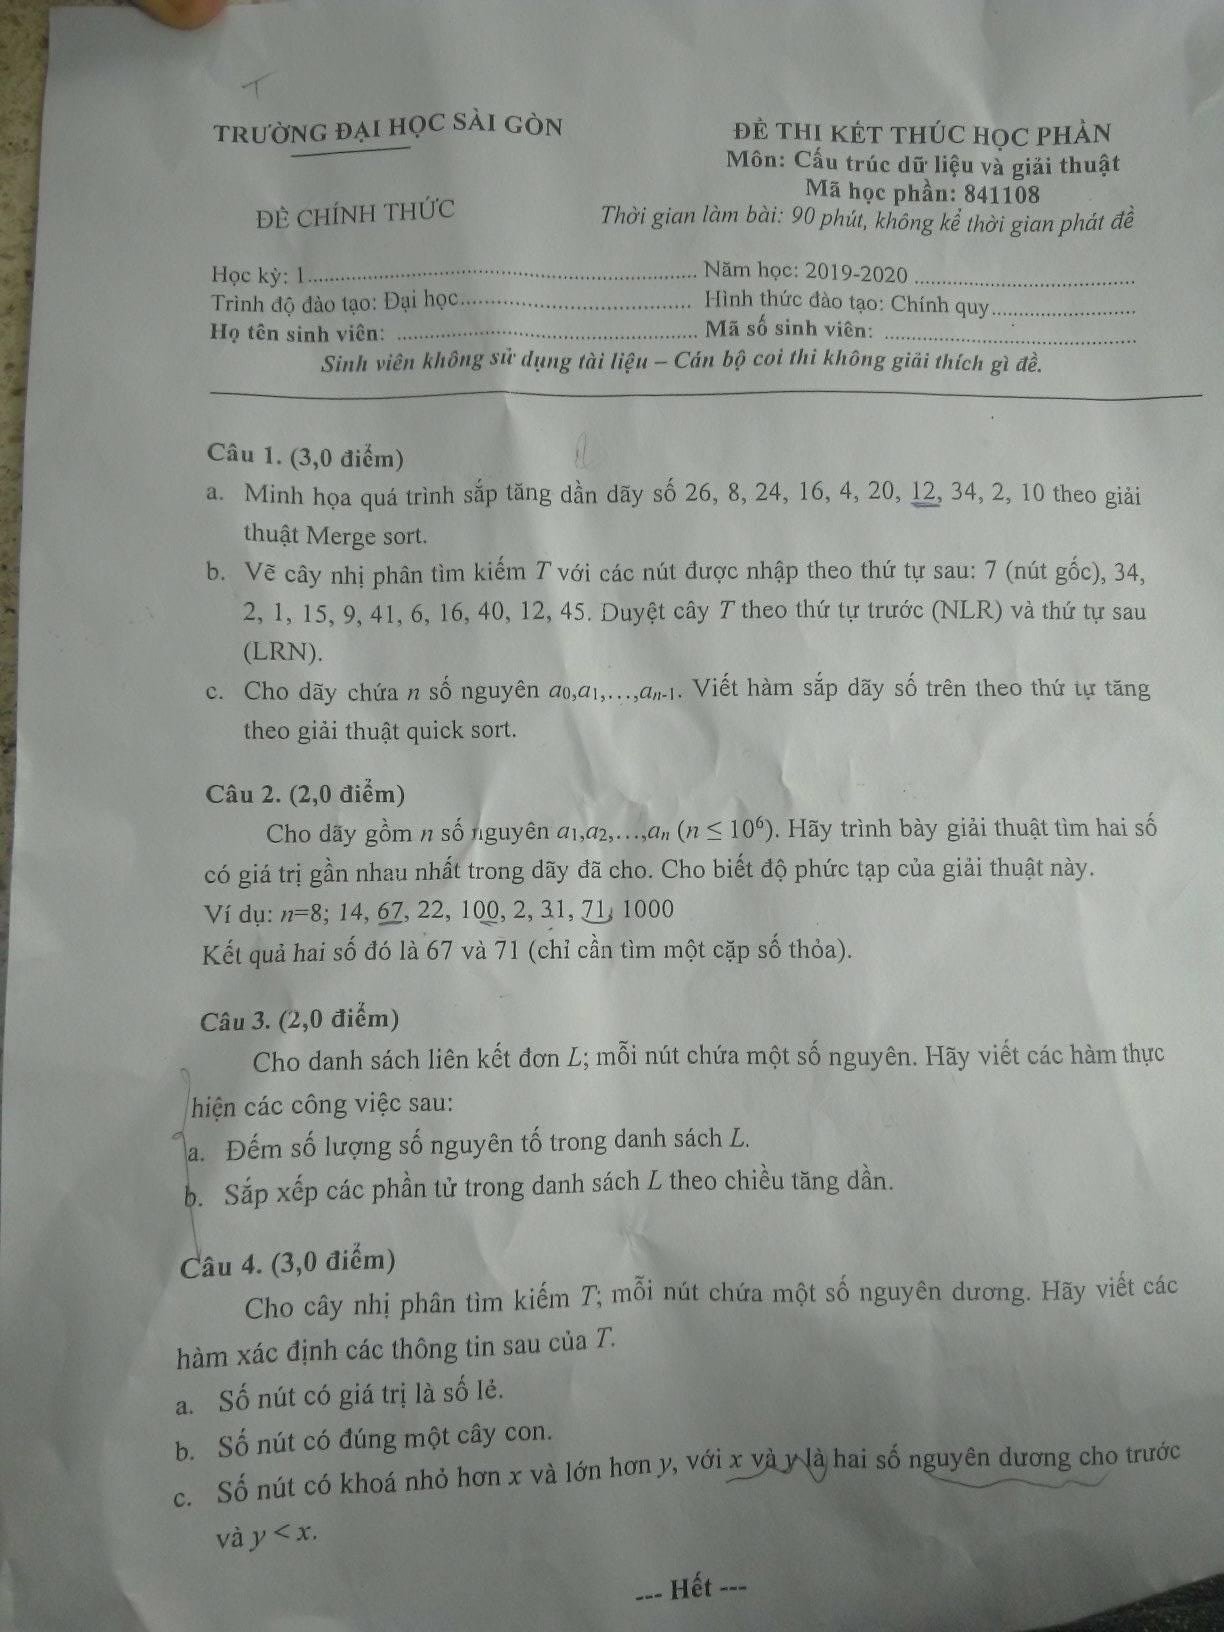 TRƯỜNG ĐẠI HỌC SÀI GÒN
ĐỀ THI KẾT THÚC HỌC PHẦN
Môn: Cấu trúc dữ liệu và giải thuật
Mã học phần: 841108
ĐỀ CHÍNH THỨC
Thời gian làm bài: 90 phút, không kể thời gian phát đề
Học kỳ: 1.......... Năm học: 2019-2020 ..........
Trình độ đào tạo: Đại học.......... Hình thức đào tạo: Chính quy..........
Họ tên sinh viên: .......... Mã số sinh viên: ..........
Sinh viên không sử dụng tài liệu – Cán bộ coi thi không giải thích gì đề.
Câu 1. (3,0 điểm)
a. Minh họa quá trình sắp tăng dần dãy số 26, 8, 24, 16, 4, 20, 12, 34, 2, 10 theo giải
thuật Merge sort.
b. Vẽ cây nhị phân tìm kiếm T với các nút được nhập theo thứ tự sau: 7 (nút gốc), 34,
2, 1, 15, 9, 41, 6, 16, 40, 12, 45. Duyệt cây T theo thứ tự trước (NLR) và thứ tự sau
(LRN).
c. Cho dãy chứa n số nguyên a0,a1,…,an-1. Viết hàm sắp dãy số trên theo thứ tự tăng
theo giải thuật quick sort.
Câu 2. (2,0 điểm)
Cho dãy gồm n số nguyên a1,a2,…,an (n ≤ 10⁶). Hãy trình bày giải thuật tìm hai số
có giá trị gần nhau nhất trong dãy đã cho. Cho biết độ phức tạp của giải thuật này.
Ví dụ: n=8; 14, 67, 22, 100, 2, 31, 71, 1000
Kết quả hai số đó là 67 và 71 (chỉ cần tìm một cặp số thỏa).
Câu 3. (2,0 điểm)
Cho danh sách liên kết đơn L; mỗi nút chứa một số nguyên. Hãy viết các hàm thực
hiện các công việc sau:
a. Đếm số lượng số nguyên tố trong danh sách L.
b. Sắp xếp các phần tử trong danh sách L theo chiều tăng dần.
Câu 4. (3,0 điểm)
Cho cây nhị phân tìm kiếm T; mỗi nút chứa một số nguyên dương. Hãy viết các
hàm xác định các thông tin sau của T.
a. Số nút có giá trị là số lẻ.
b. Số nút có đúng một cây con.
c. Số nút có khoá nhỏ hơn x và lớn hơn y, với x và y là hai số nguyên dương cho trước
và y < x.
--- Hết ---